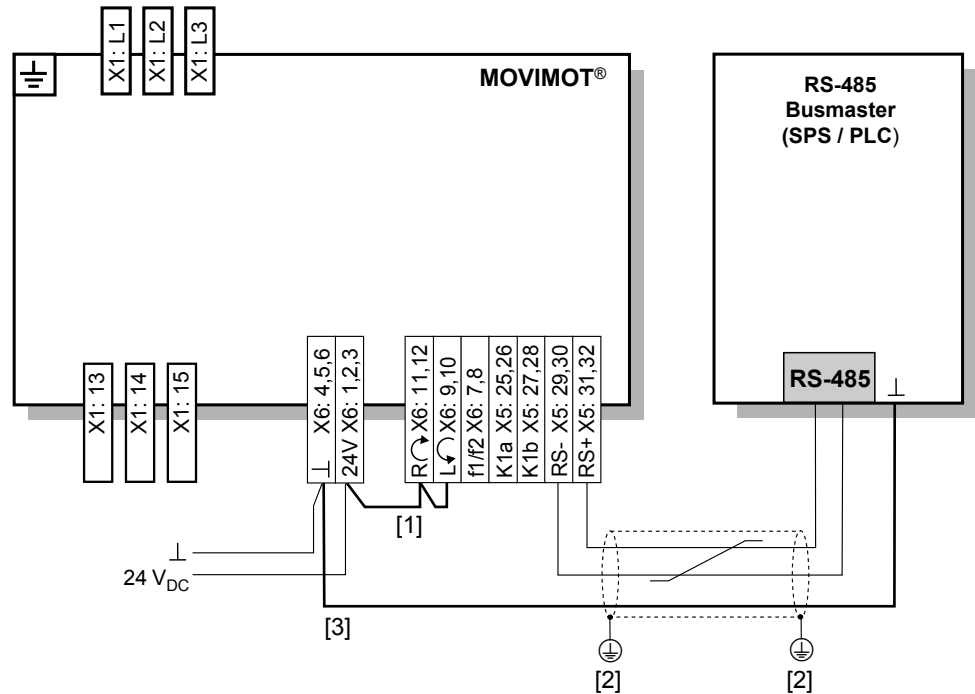 X1: L1
X1: L2
X1: L3
MOVIMOT®
RS-485
Busmaster
(SPS / PLC)
X1: 13
X1: 14
X1: 15
⊥ X6: 4,5,6
24V X6: 1,2,3
R X6: 11,12
L X6: 9,10
f1/f2 X6: 7,8
K1a X5: 25,26
K1b X5: 27,28
RS- X5: 29,30
RS+ X5: 31,32
RS-485
⊥
[1]
⊥
24 VDC
[3]
[2]
[2]